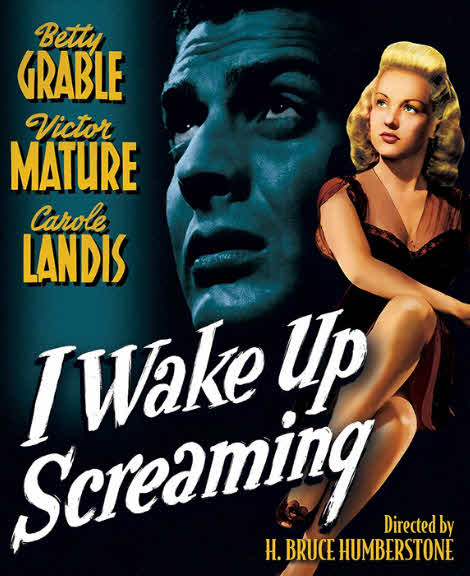 Betty
GRABLE
Victor
MATURE
Carole
LANDIS
I Wake Up
Screaming
Directed by
H. BRUCE HUMBERSTONE